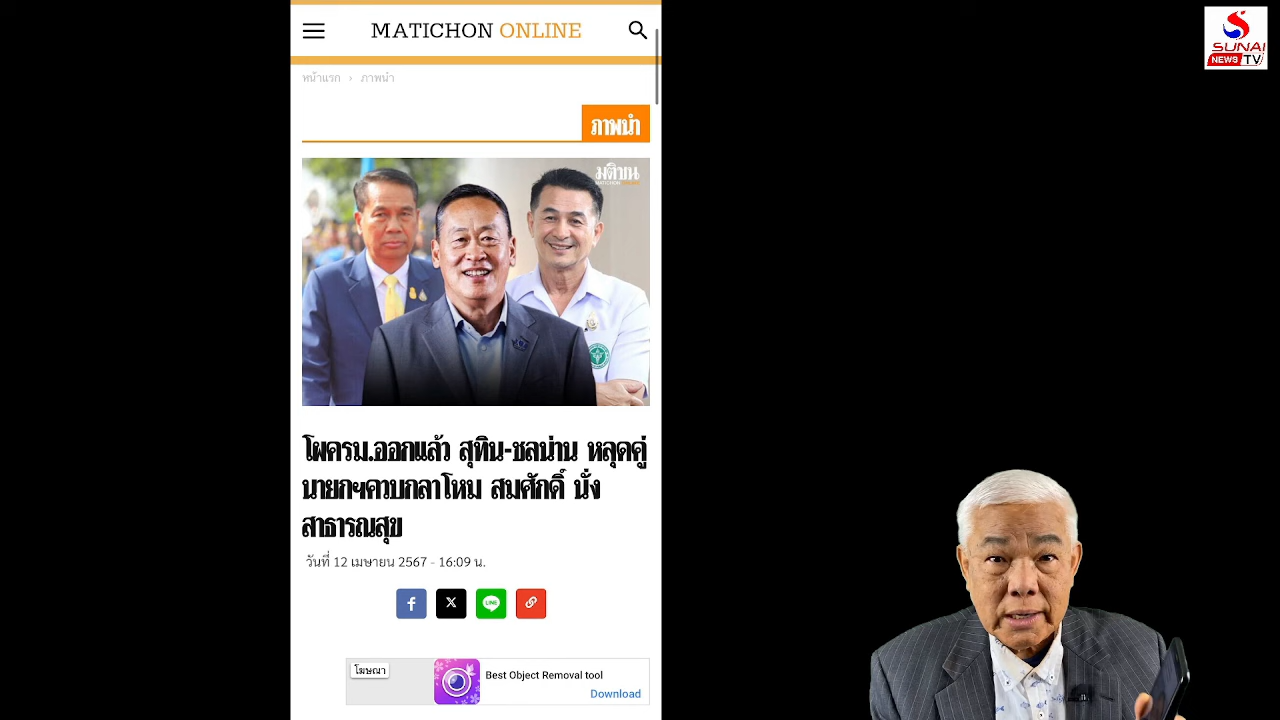 MATICHON ONLINE
SUNAI
NEWS TV
หน้าแรก › ภาพนำ
ภาพนำ
มติชน
MATICHON ONLINE
โผครม.ออกแล้ว สุทิน-ชลน่าน หลุดคู่
นายกฯควบกลาโหม สมศักดิ์ นั่ง
สาธารณสุข
วันที่ 12 เมษายน 2567 - 16:09 น.
LINE
โฆษณา
Best Object Removal tool
Download